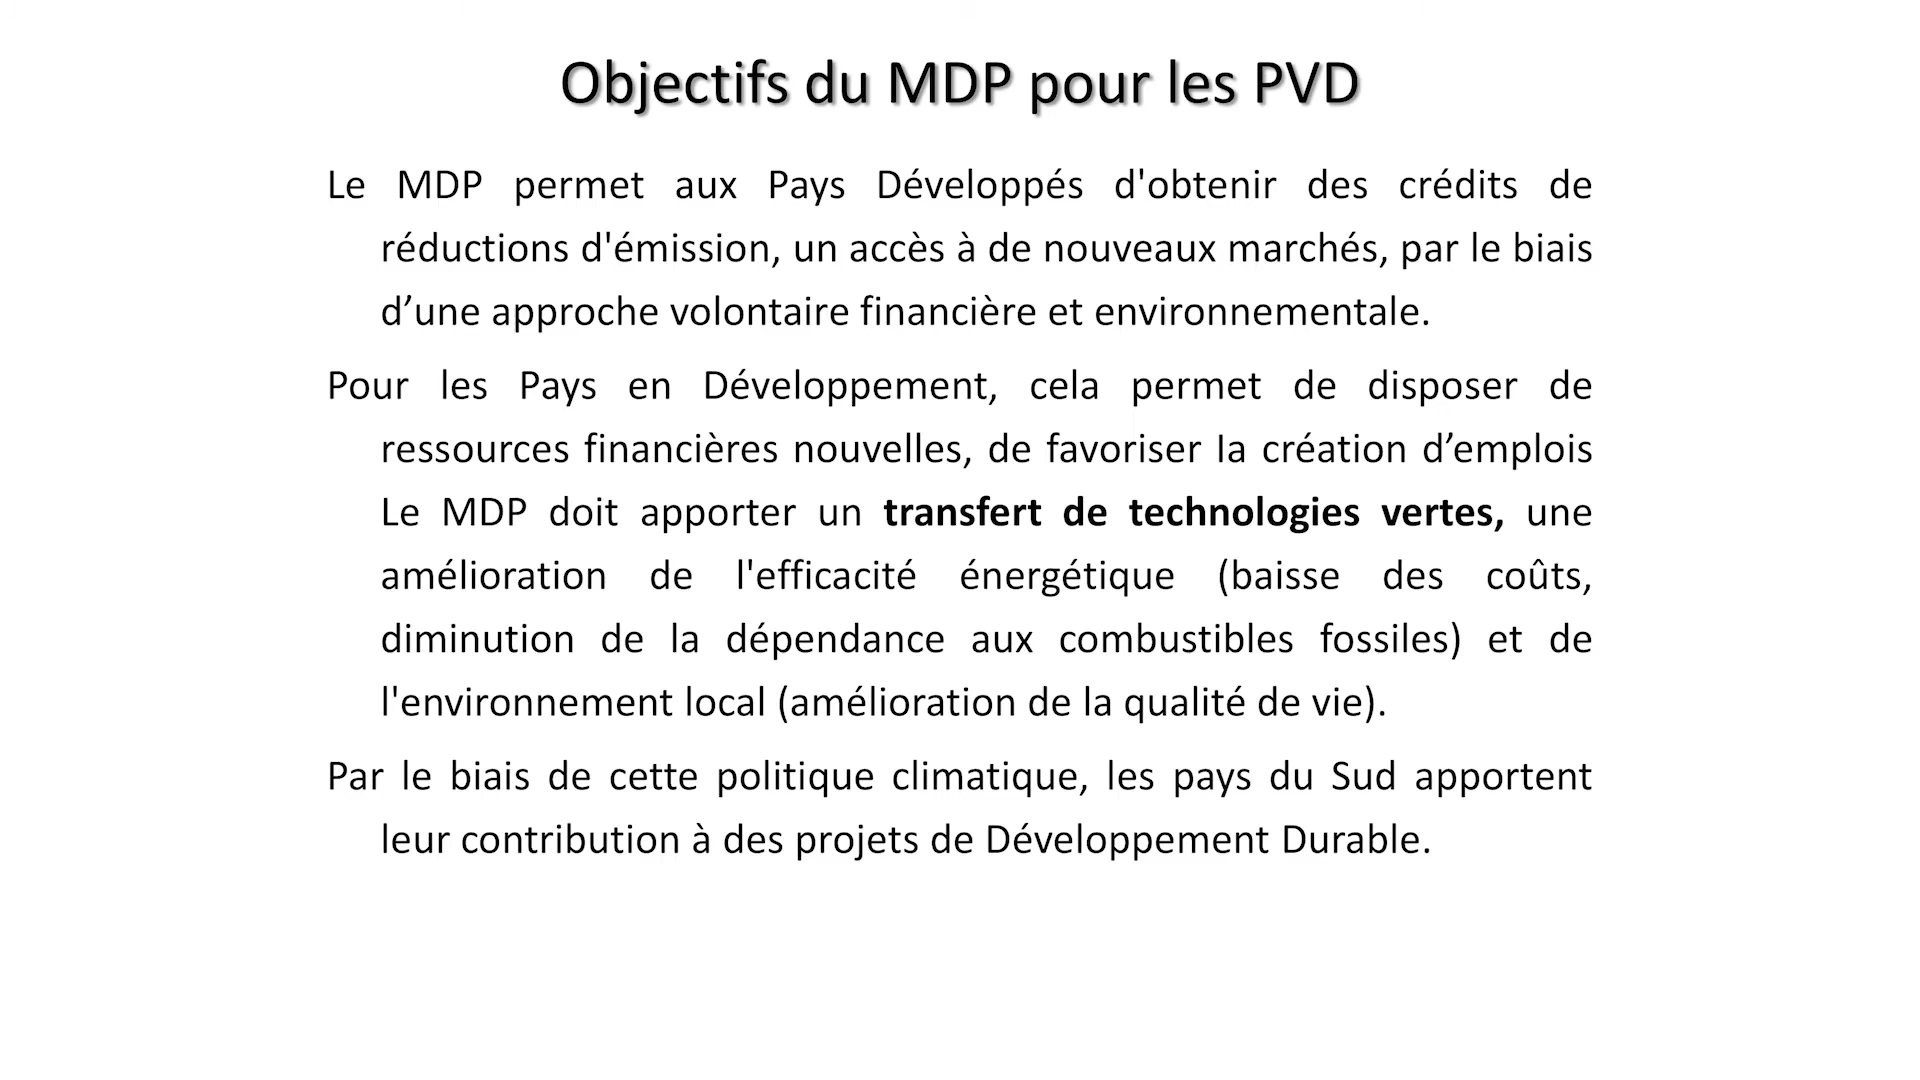 Objectifs du MDP pour les PVD
Le MDP permet aux Pays Développés d'obtenir des crédits de
réductions d'émission, un accès à de nouveaux marchés, par le biais
d’une approche volontaire financière et environnementale.
Pour les Pays en Développement, cela permet de disposer de
ressources financières nouvelles, de favoriser la création d’emplois
Le MDP doit apporter un transfert de technologies vertes, une
amélioration de l'efficacité énergétique (baisse des coûts,
diminution de la dépendance aux combustibles fossiles) et de
l'environnement local (amélioration de la qualité de vie).
Par le biais de cette politique climatique, les pays du Sud apportent
leur contribution à des projets de Développement Durable.